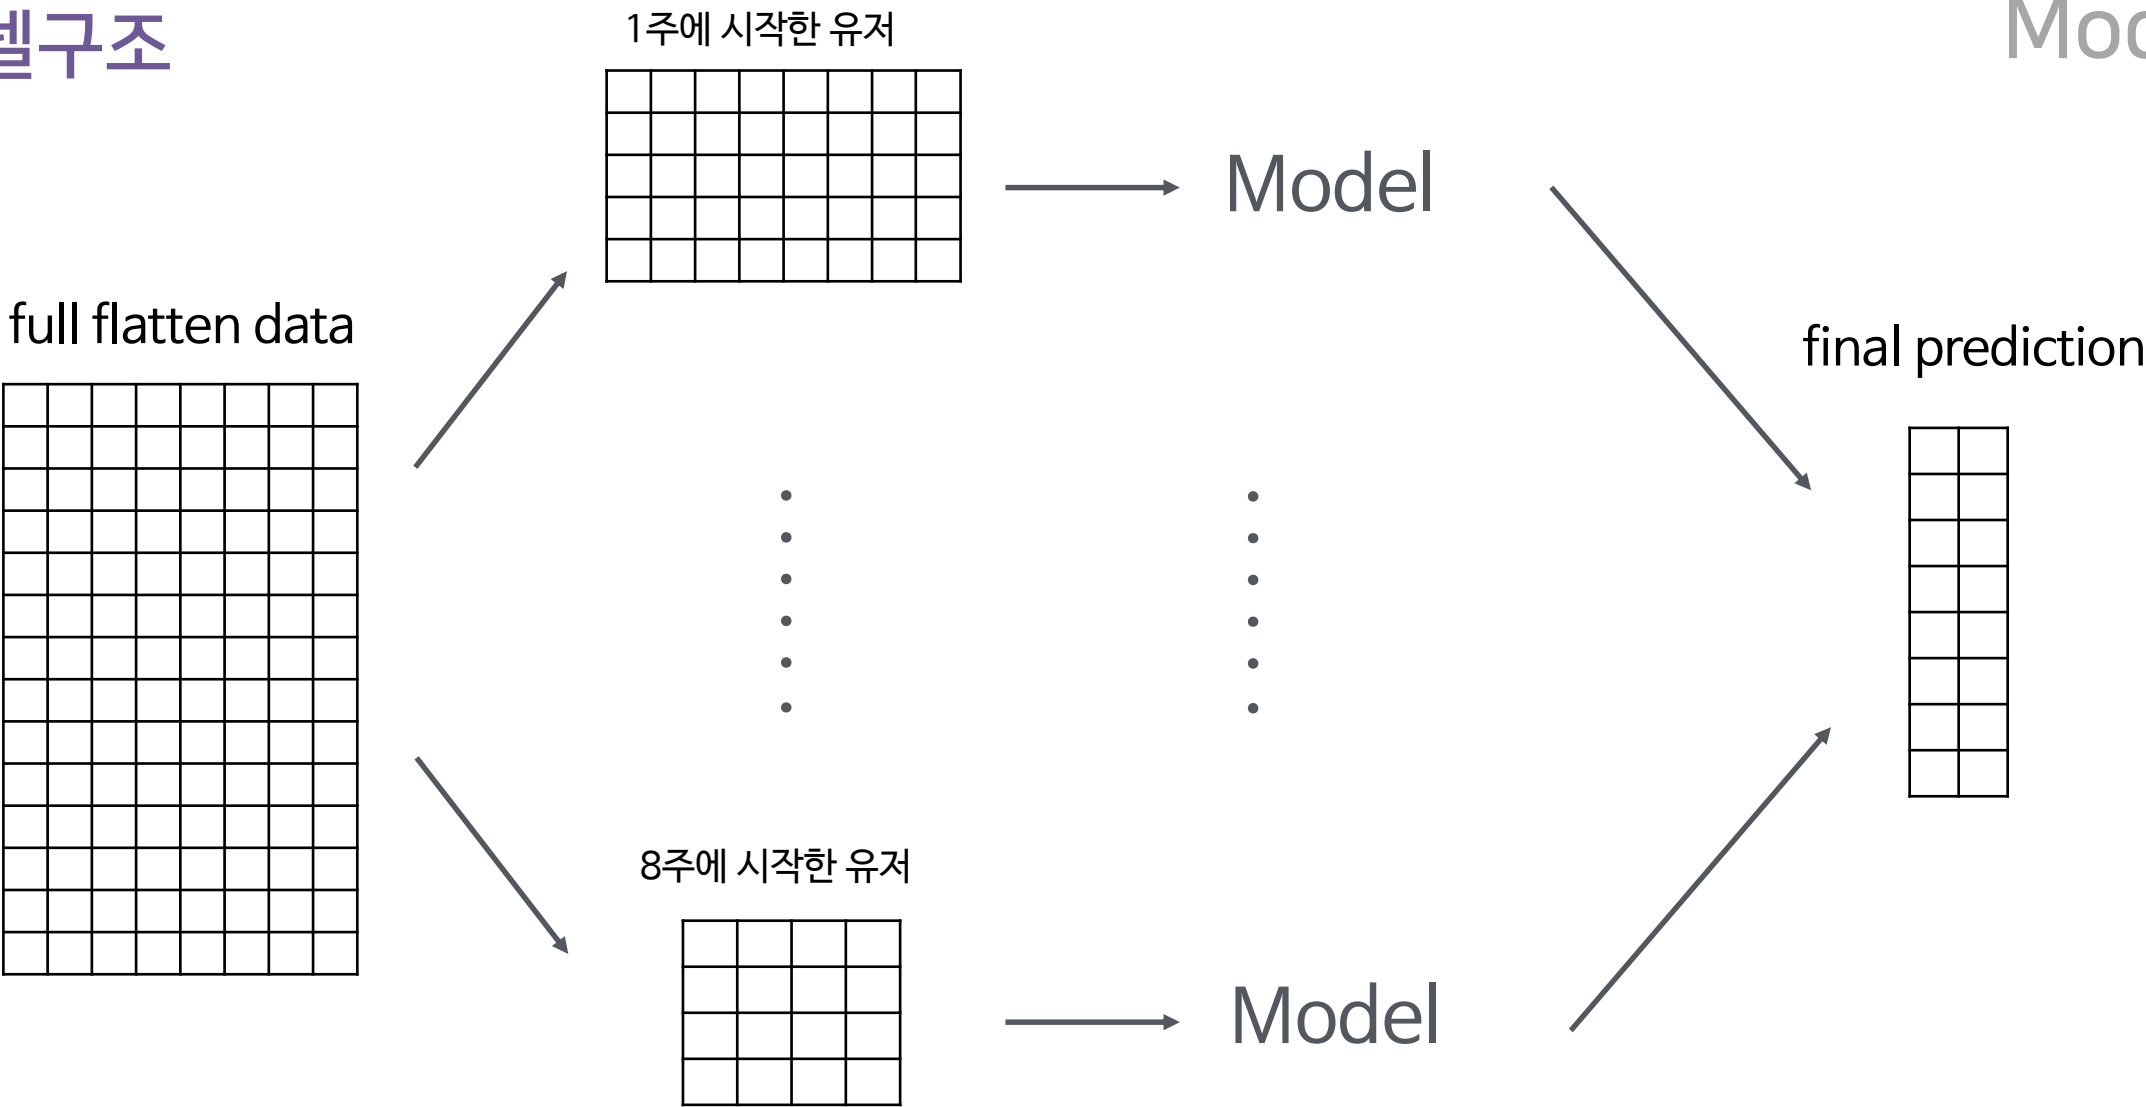 구조
1주에 시작한 유저
Model
full flatten data
final prediction
8주에 시작한 유저
Model